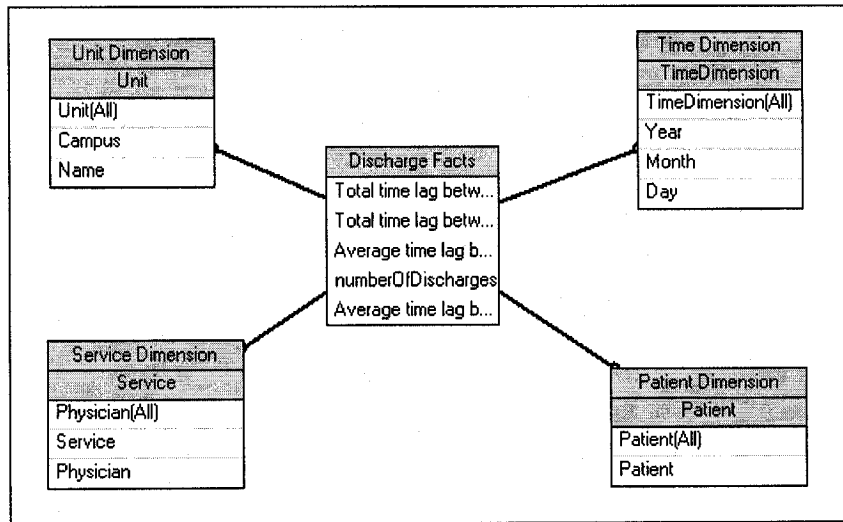 Unit Dimension
Unit
Unit(All)
Campus
Name
Time Dimension
TimeDimension
TimeDimension(All)
Year
Month
Day
Discharge Facts
Total time lag betw...
Total time lag betw...
Average time lag b...
numberOfDischarges
Average time lag b...
Service Dimension
Service
Physician(All)
Service
Physician
Patient Dimension
Patient
Patient(All)
Patient